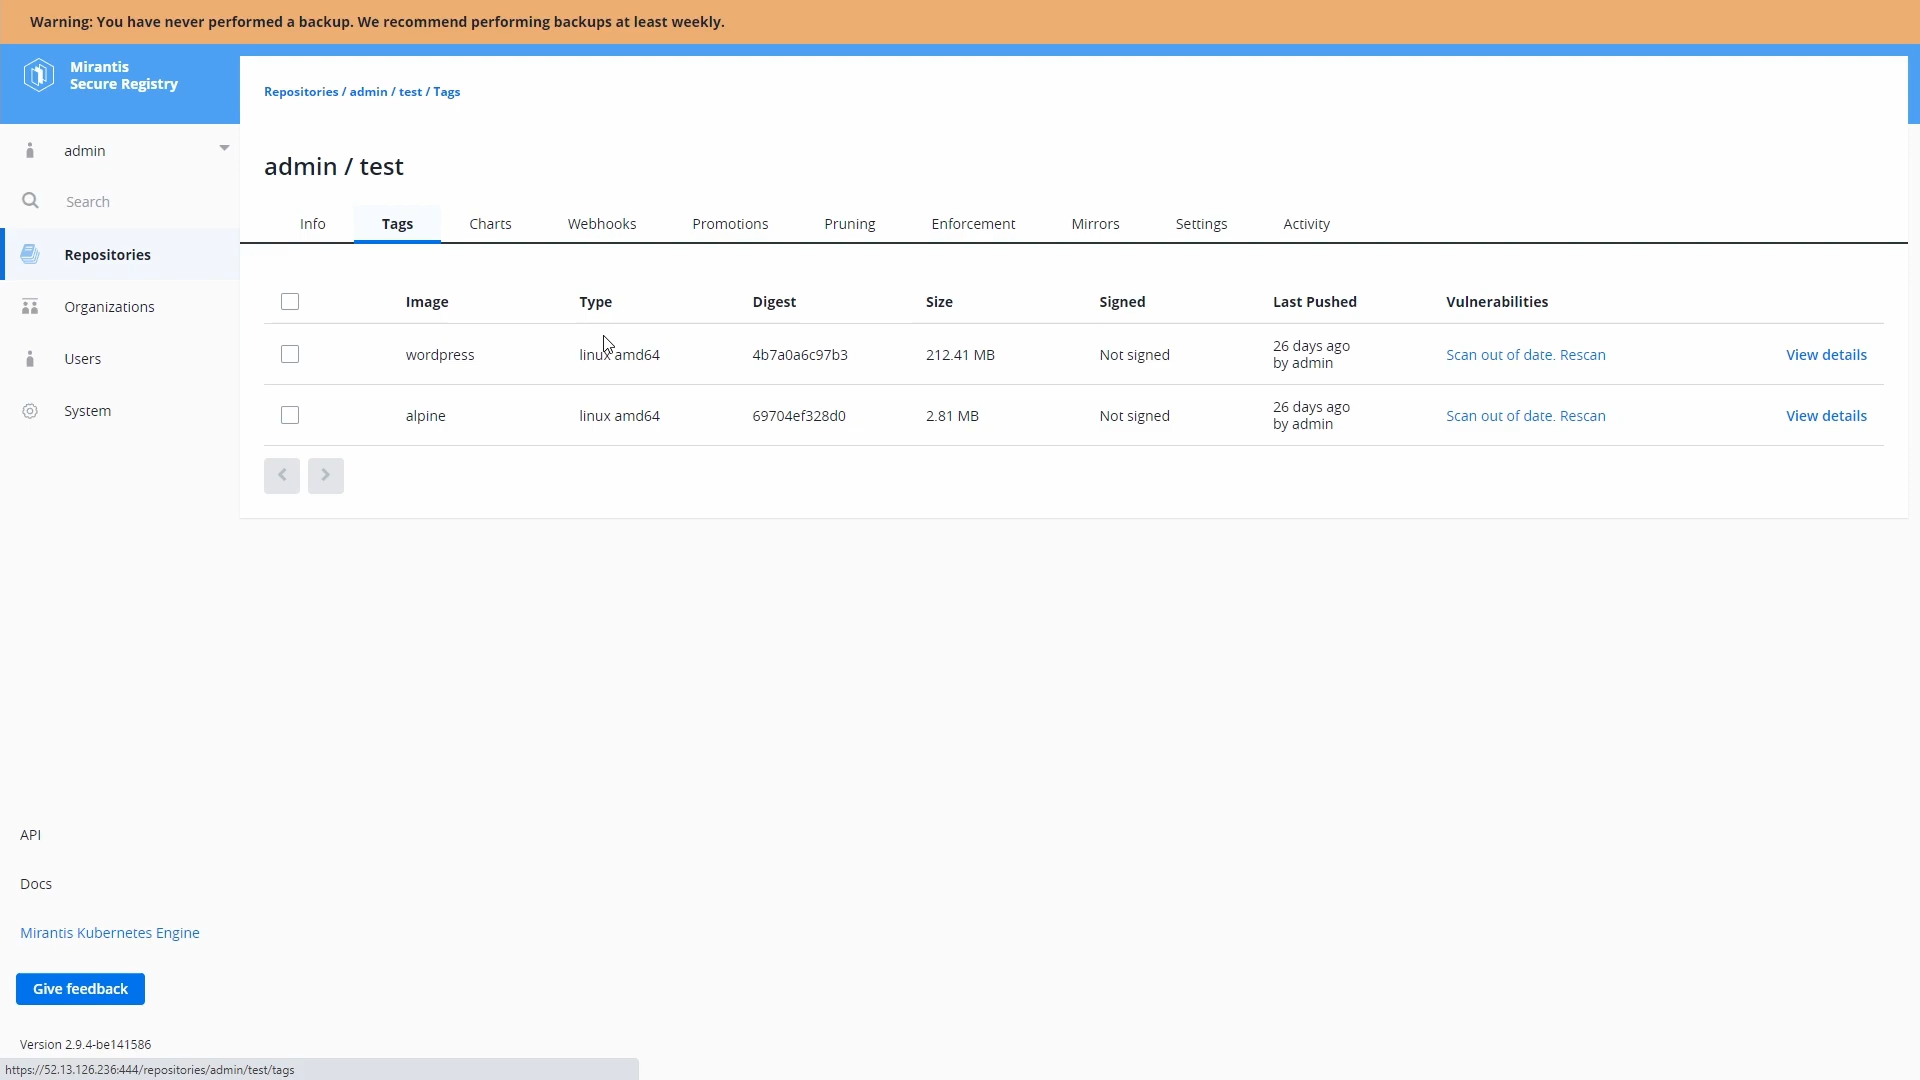 Warning: You have never performed a backup. We recommend performing backups at least weekly.
Mirantis
Secure Registry
admin
Search
Repositories
Organizations
Users
System
API
Docs
Mirantis Kubernetes Engine
Give feedback
Version 2.9.4-be141586
Repositories / admin / test / Tags
admin / test
Info Tags Charts Webhooks Promotions Pruning Enforcement Mirrors Settings Activity
Image Type Digest Size Signed Last Pushed Vulnerabilities
wordpress linux amd64 4b7a0a6c97b3 212.41 MB Not signed 26 days ago by admin Scan out of date. Rescan View details
alpine linux amd64 69704ef328d0 2.81 MB Not signed 26 days ago by admin Scan out of date. Rescan View details
https://52.13.126.236:444/repositories/admin/test/tags